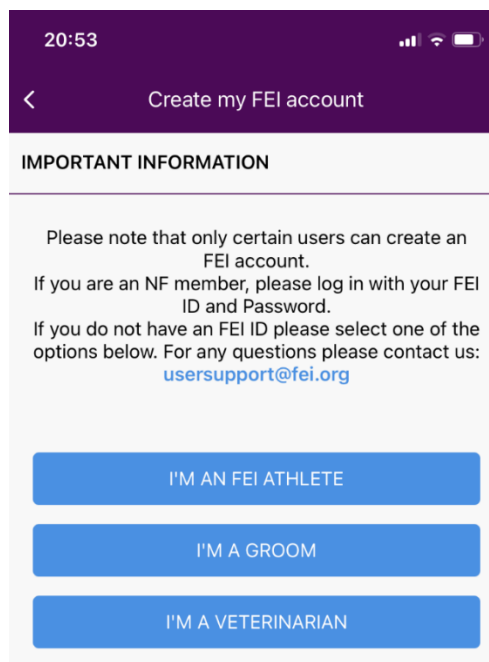 20:53
Create my FEI account
IMPORTANT INFORMATION
Please note that only certain users can create an
FEI account.
If you are an NF member, please log in with your FEI
ID and Password.
If you do not have an FEI ID please select one of the
options below. For any questions please contact us:
usersupport@fei.org
I'M AN FEI ATHLETE
I'M A GROOM
I'M A VETERINARIAN